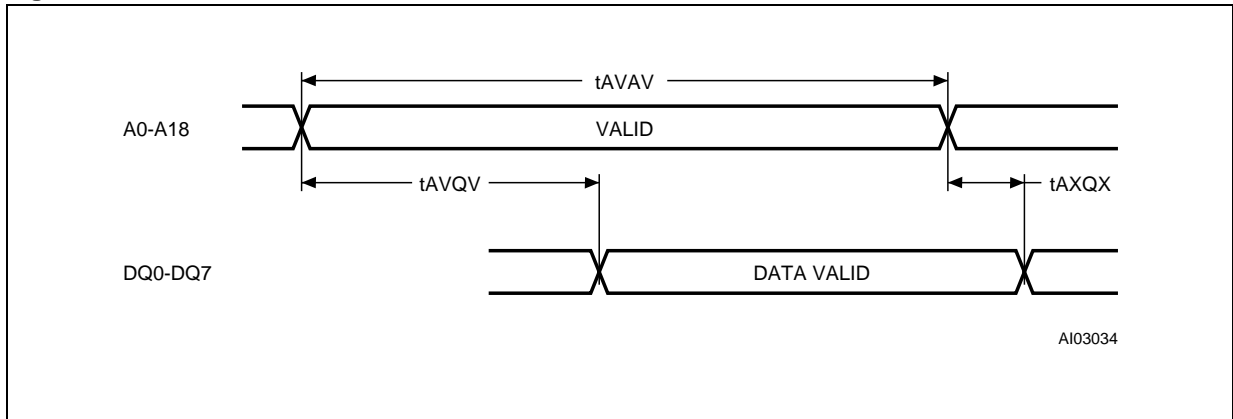 tAVAV
A0-A18
VALID
tAVQV
tAXQX
DQ0-DQ7
DATA VALID
AI03034